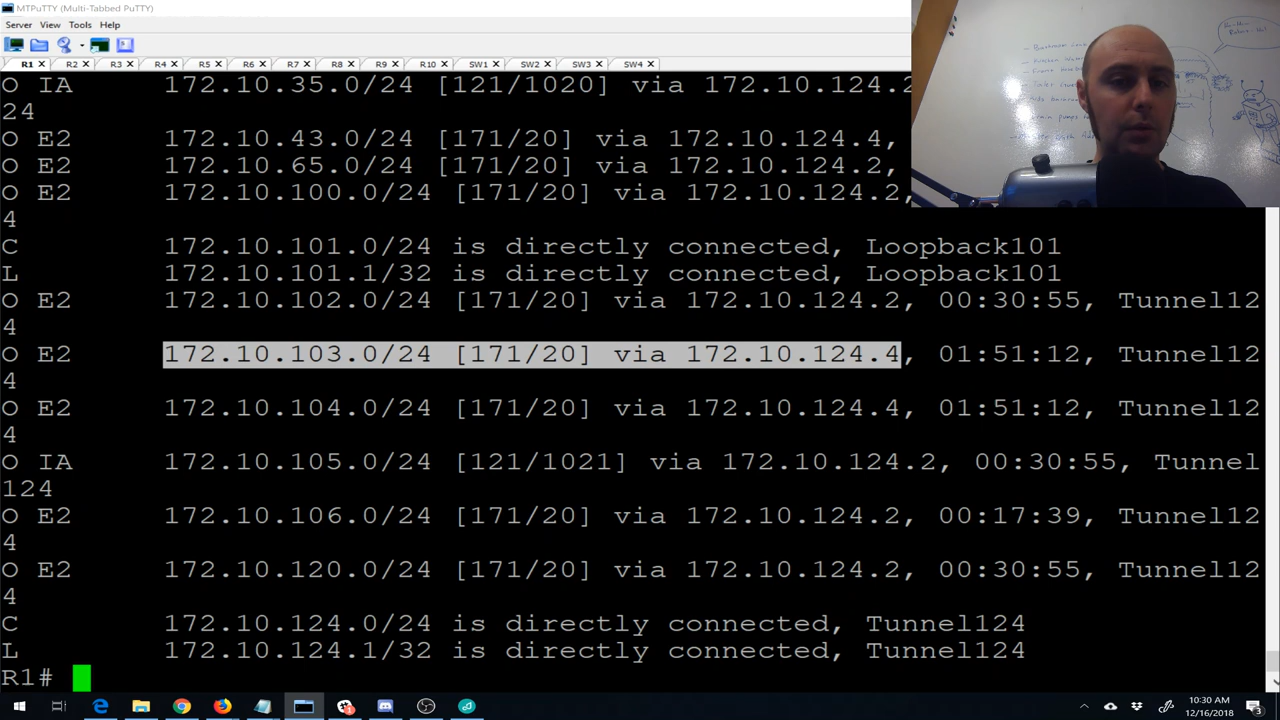 MTPuTTY (Multi-Tabbed PuTTY)
Server View Tools Help
R1 X R2 X R3 X R4 X R5 X R6 X R7 X R8 X R9 X R10 X SW1 X SW2 X SW3 X SW4 X
O IA 172.10.35.0/24 [121/1020] via 172.10.124.2
24
O E2 172.10.43.0/24 [171/20] via 172.10.124.4,
O E2 172.10.65.0/24 [171/20] via 172.10.124.2,
O E2 172.10.100.0/24 [171/20] via 172.10.124.2,
4
C 172.10.101.0/24 is directly connected, Loopback101
L 172.10.101.1/32 is directly connected, Loopback101
O E2 172.10.102.0/24 [171/20] via 172.10.124.2, 00:30:55, Tunnel12
4
O E2 172.10.103.0/24 [171/20] via 172.10.124.4, 01:51:12, Tunnel12
4
O E2 172.10.104.0/24 [171/20] via 172.10.124.4, 01:51:12, Tunnel12
4
O IA 172.10.105.0/24 [121/1021] via 172.10.124.2, 00:30:55, Tunnel
124
O E2 172.10.106.0/24 [171/20] via 172.10.124.2, 00:17:39, Tunnel12
4
O E2 172.10.120.0/24 [171/20] via 172.10.124.2, 00:30:55, Tunnel12
4
C 172.10.124.0/24 is directly connected, Tunnel124
L 172.10.124.1/32 is directly connected, Tunnel124
R1#
10:30 AM
12/16/2018
3